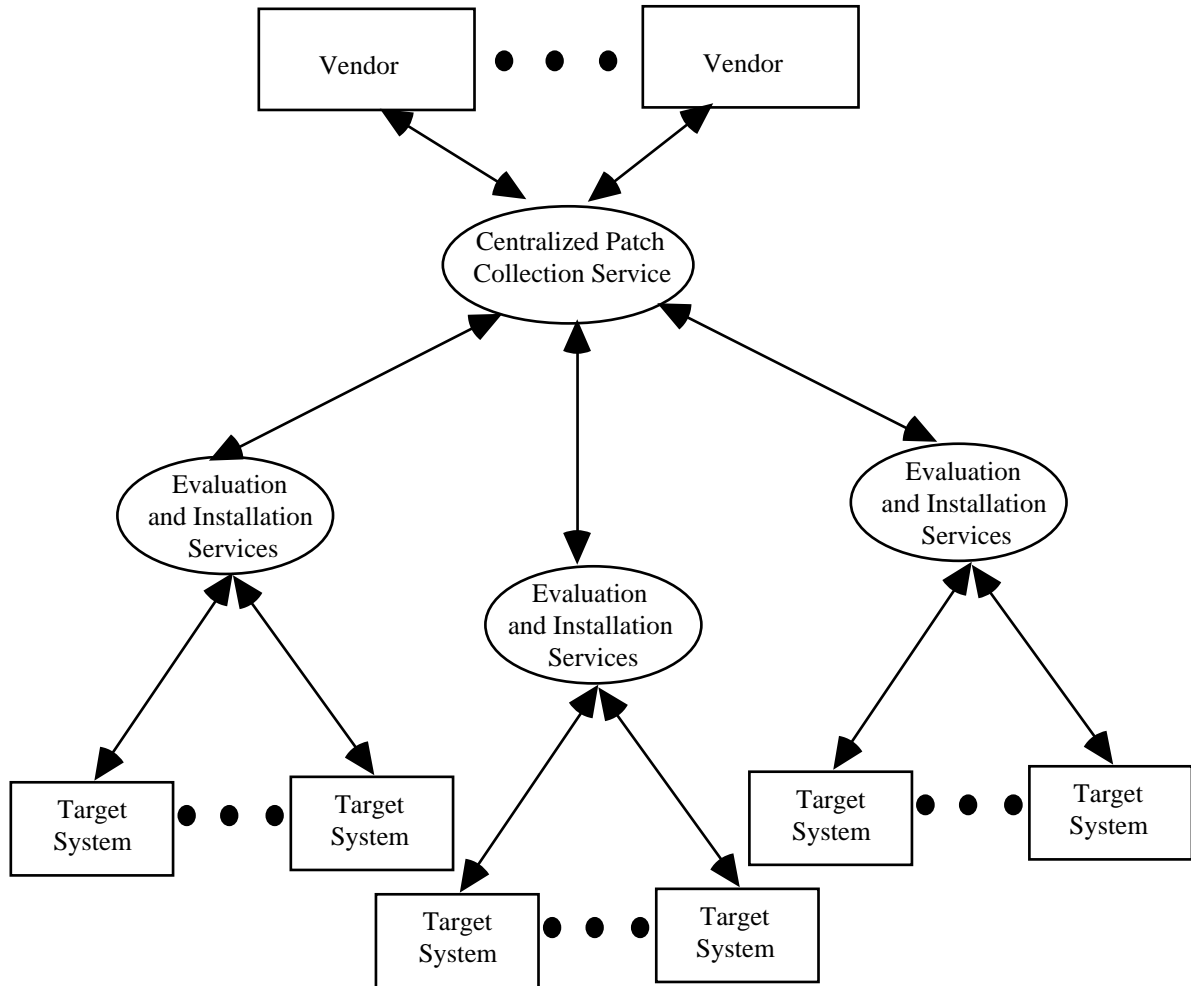 Vendor
Vendor
Centralized Patch
Collection Service
Evaluation
and Installation
Services
Evaluation
and Installation
Services
Evaluation
and Installation
Services
Target
System
Target
System
Target
System
Target
System
Target
System
Target
System